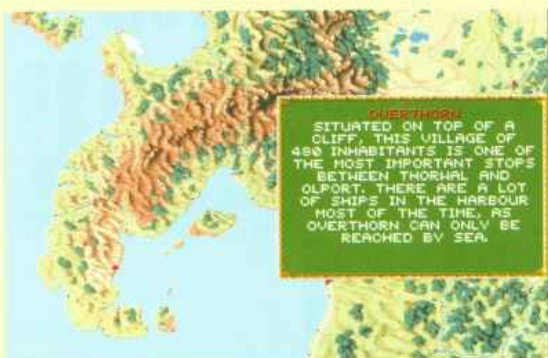 OVERTHORN
SITUATED ON TOP OF A
CLIFF, THIS VILLAGE OF
480 INHABITANTS IS ONE OF
THE MOST IMPORTANT STOPS
BETWEEN THORWAL AND
OLPORT. THERE ARE A LOT
OF SHIPS IN THE HARBOUR
MOST OF THE TIME, AS
OVERTHORN CAN ONLY BE
REACHED BY SEA.